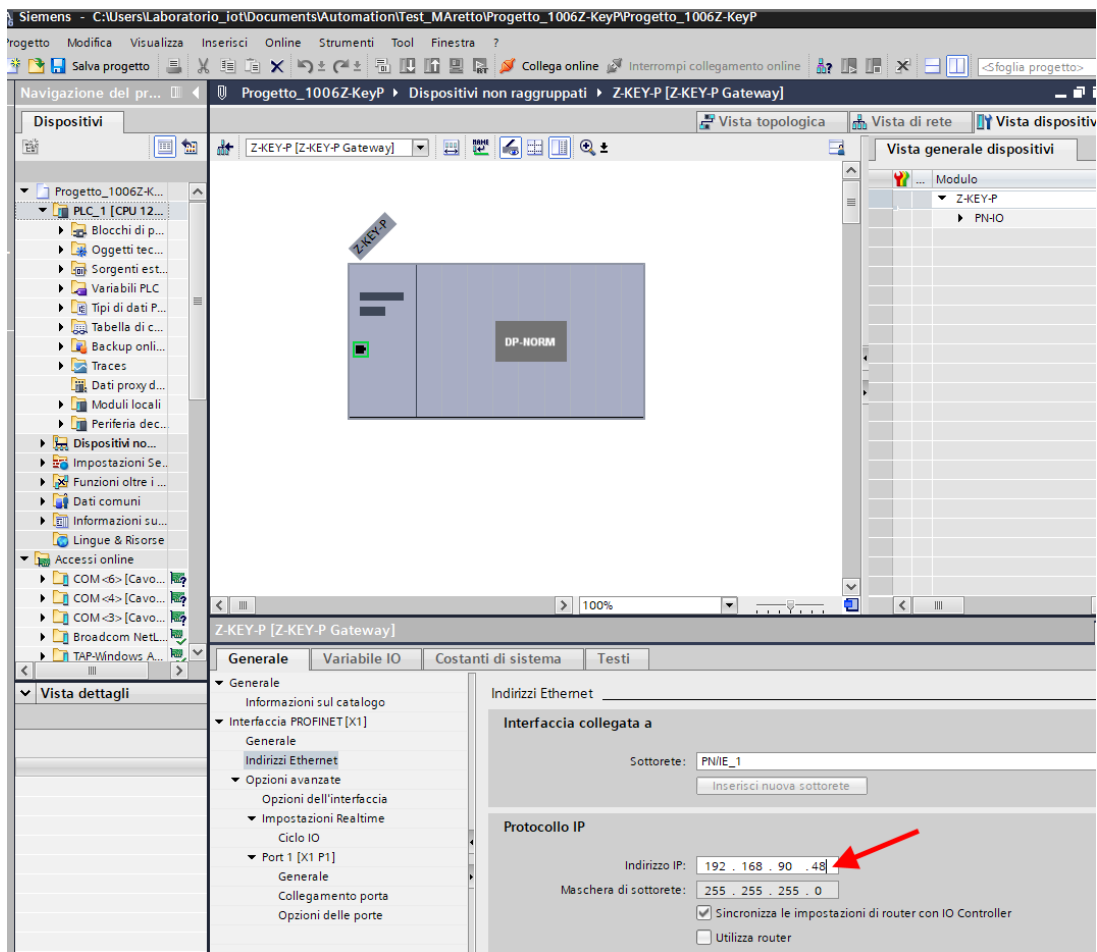 Siemens - C:\Users\Laboratorio_iot\Documents\Automation\Test_MAretto\Progetto_1006Z-KeyP\Progetto_1006Z-KeyP
Progetto Modifica Visualizza Inserisci Online Strumenti Tool Finestra ?
Salva progetto Collega online Interrompi collegamento online <Sfoglia progetto>
Navigazione del pr...
Progetto_1006Z-KeyP Dispositivi non raggruppati Z-KEY-P [Z-KEY-P Gateway]
Dispositivi
Vista topologica Vista di rete Vista dispositiv
Z-KEY-P [Z-KEY-P Gateway]
Vista generale dispositivi
... Modulo
Z-KEY-P
PN-IO
Progetto_1006Z-K...
PLC_1 [CPU 12...
Blocchi di p...
Oggetti tec...
Sorgenti est...
Variabili PLC
Tipi di dati P...
Tabella di c...
Backup onli...
Traces
Dati proxy d...
Moduli locali
Periferia dec...
Dispositivi no...
Impostazioni Se..
Funzioni oltre i ...
Dati comuni
Informazioni su...
Lingue & Risorse
Accessi online
COM <6> [Cavo...
COM <4> [Cavo...
COM <3> [Cavo...
Broadcom NetL...
TAP-Windows A...
Z-KEY-P
DP-NORM
100%
Vista dettagli
Z-KEY-P [Z-KEY-P Gateway]
Generale Variabile IO Costanti di sistema Testi
Generale
Informazioni sul catalogo
Interfaccia PROFINET [X1]
Generale
Indirizzi Ethernet
Opzioni avanzate
Opzioni dell'interfaccia
Impostazioni Realtime
Ciclo IO
Port 1 [X1 P1]
Generale
Collegamento porta
Opzioni delle porte
Indirizzi Ethernet
Interfaccia collegata a
Sottorete: PN/IE_1
Inserisci nuova sottorete
Protocollo IP
Indirizzo IP: 192 . 168 . 90 . 48
Maschera di sottorete: 255 . 255 . 255 . 0
Sincronizza le impostazioni di router con IO Controller
Utilizza router